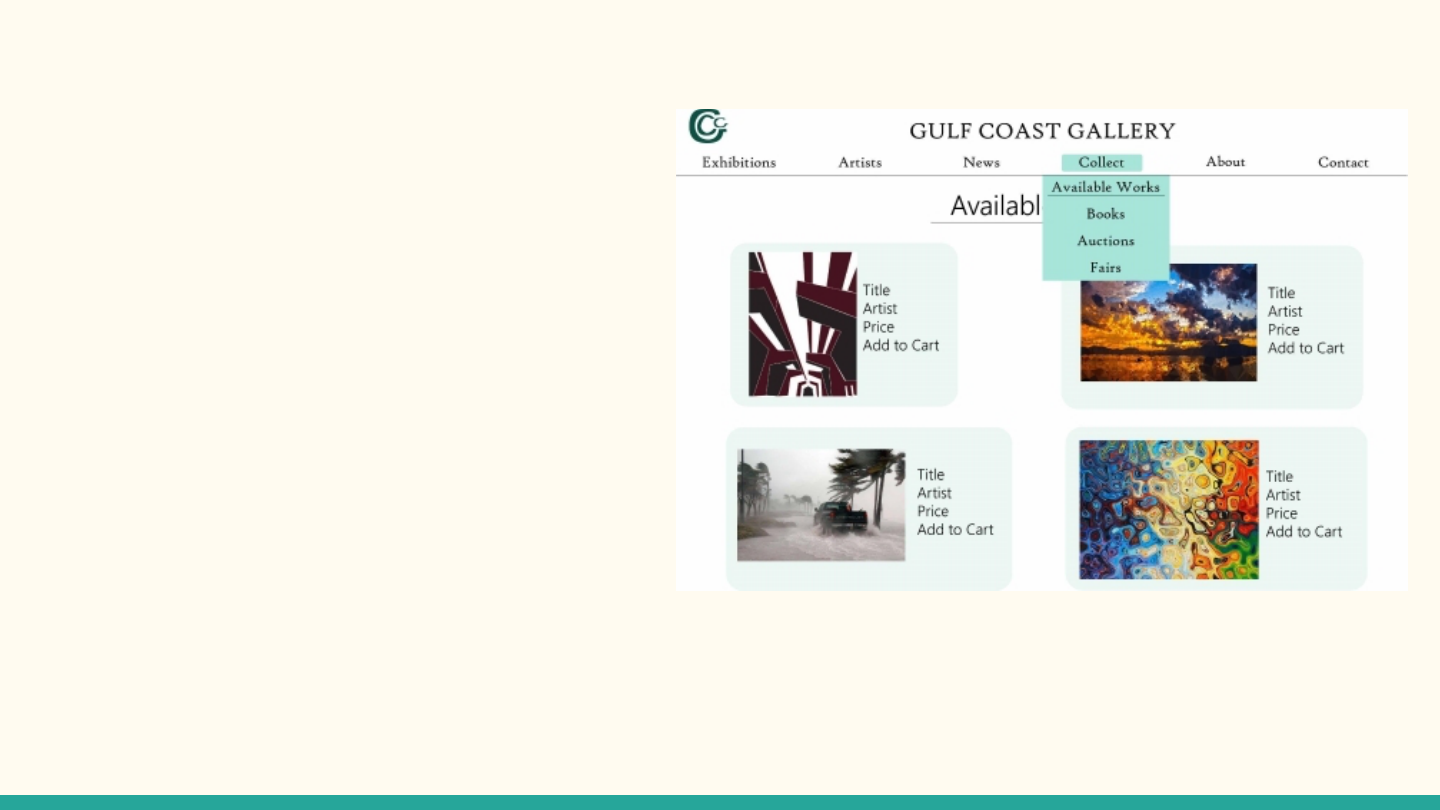 GCG
GULF COAST GALLERY
Exhibitions Artists News Collect About Contact
Available Works
Books
Auctions
Fairs
Availabl
Title
Artist
Price
Add to Cart
Title
Artist
Price
Add to Cart
Title
Artist
Price
Add to Cart
Title
Artist
Price
Add to Cart